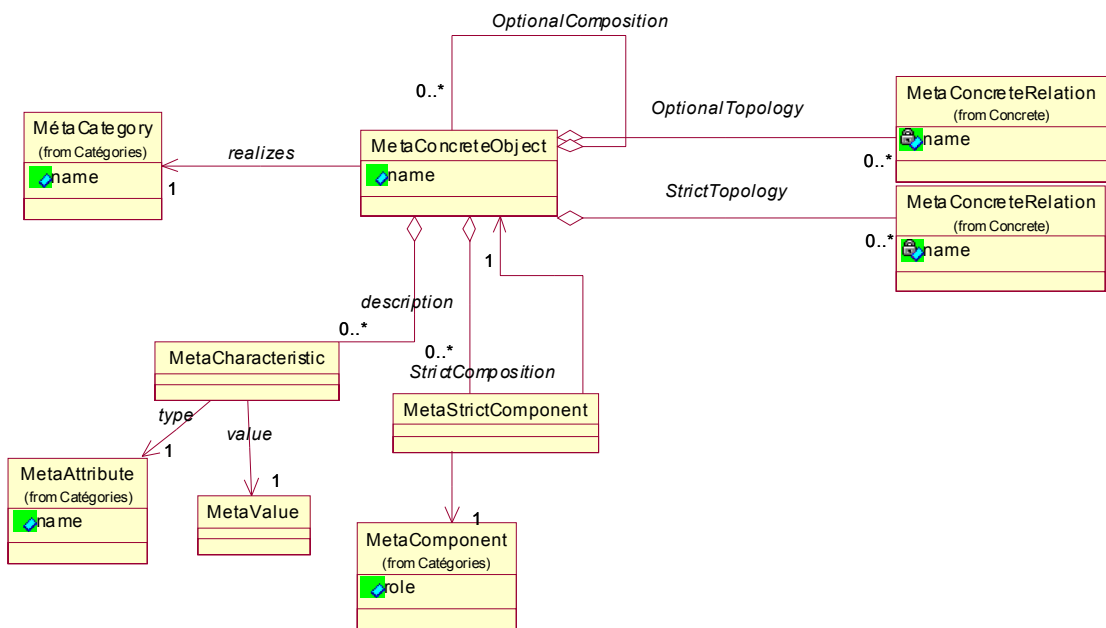 OptionalComposition
0..*
MétaCategory
(from Catégories)
name
1
realizes
MetaConcreteObject
name
OptionalTopology
0..*
MetaConcreteRelation
(from Concrete)
name
StrictTopology
0..*
MetaConcreteRelation
(from Concrete)
name
1
description
0..*
0..*
StrictComposition
MetaCharacteristic
MetaStrictComponent
type
1
value
1
MetaAttribute
(from Catégories)
name
MetaValue
1
MetaComponent
(from Catégories)
role